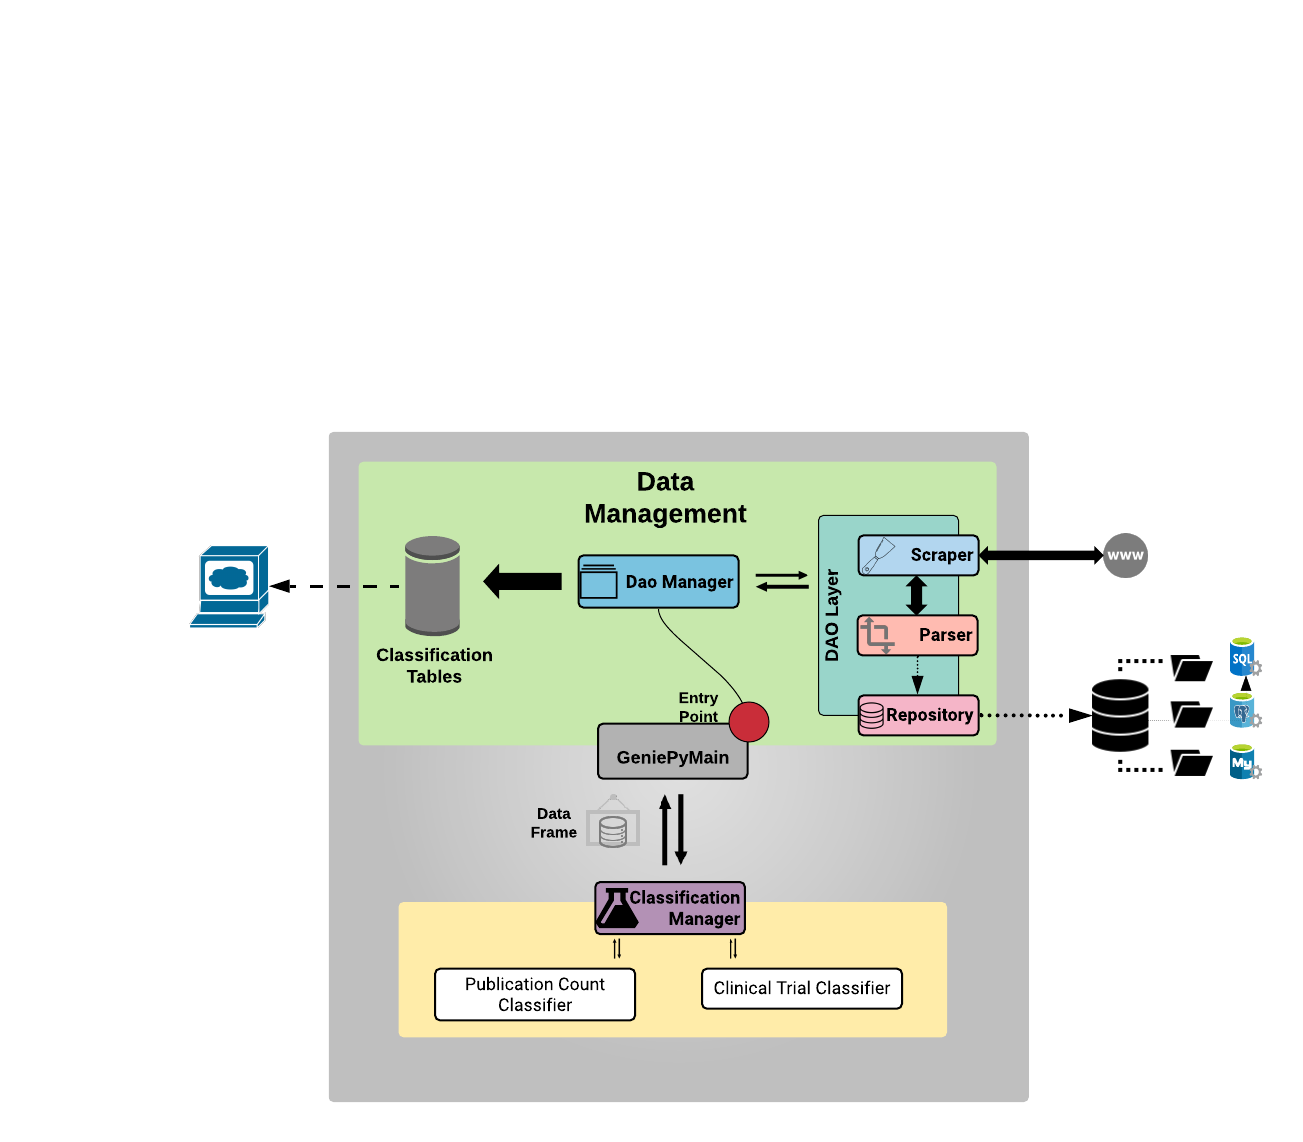 Data
Management
Dao Manager
Classification
Tables
DAO Layer
Scraper
Parser
Repository
www
SQL
My
Entry
Point
GeniePyMain
Data
Frame
Classification
Manager
Publication Count
Classifier
Clinical Trial Classifier